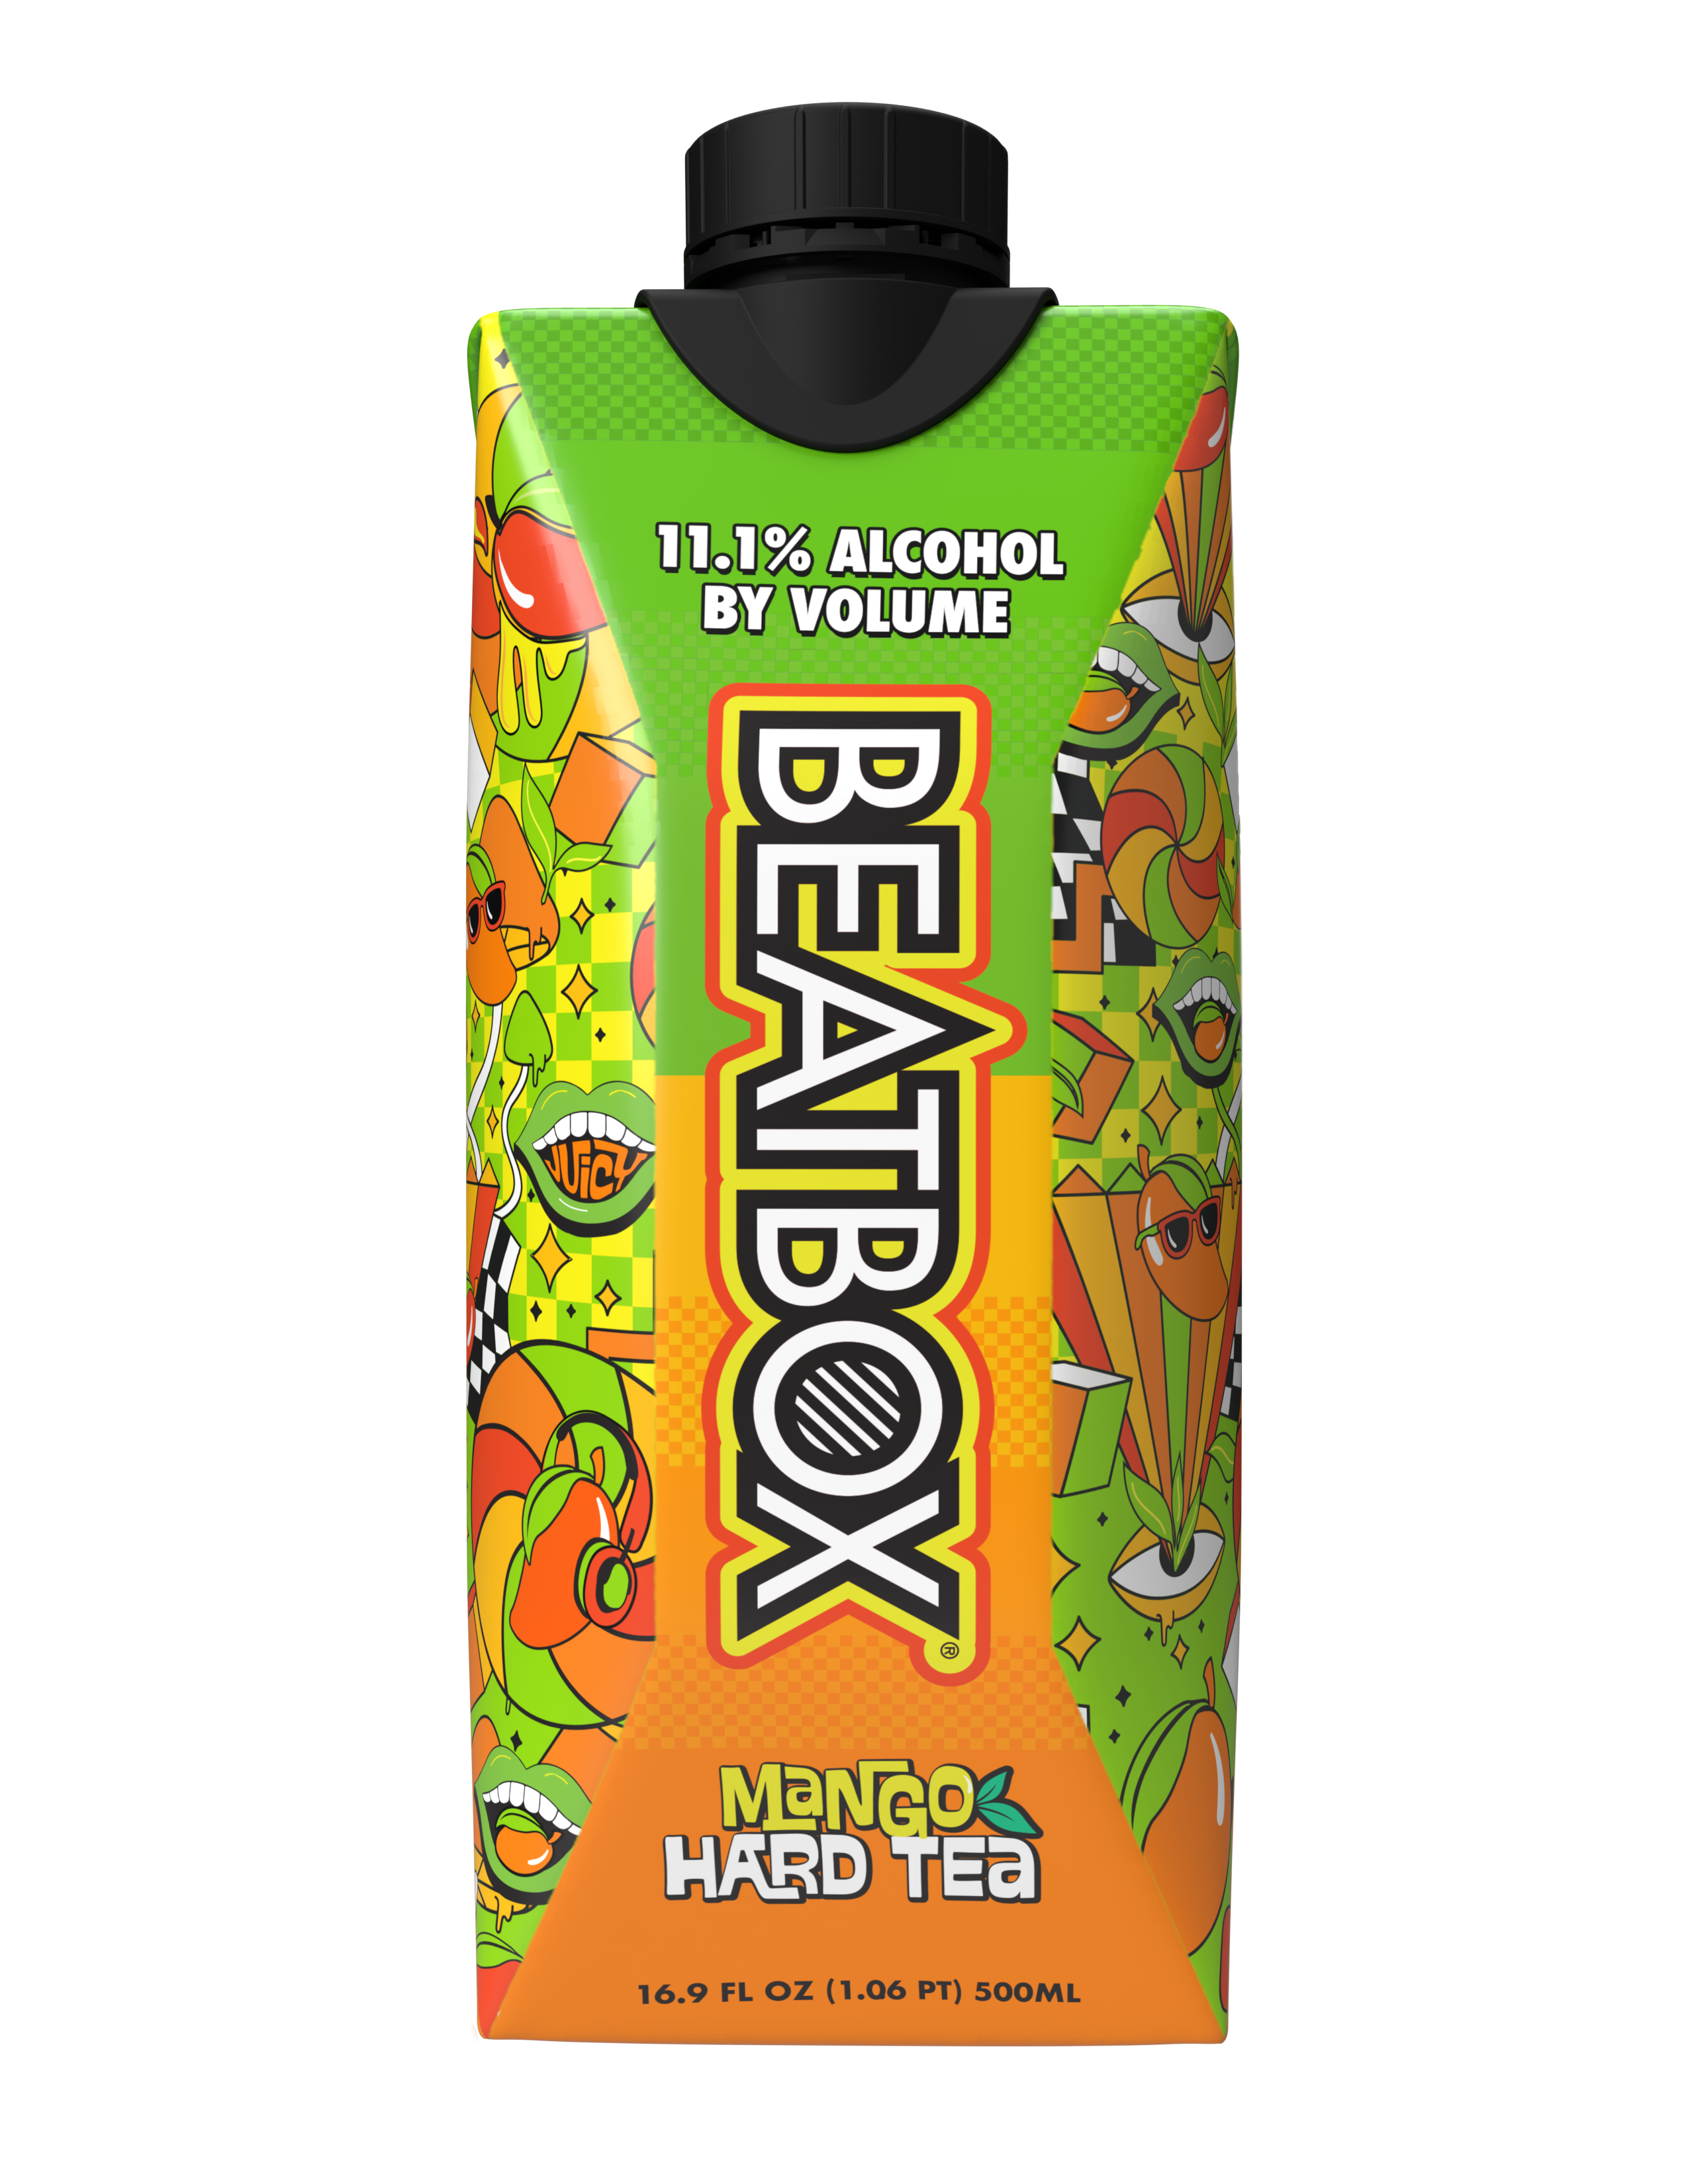 11.1% ALCOHOL
BY VOLUME
BEATBOX®
JUICY
MANGO
HARD TEA
16.9 FL OZ (1.06 PT) 500ML